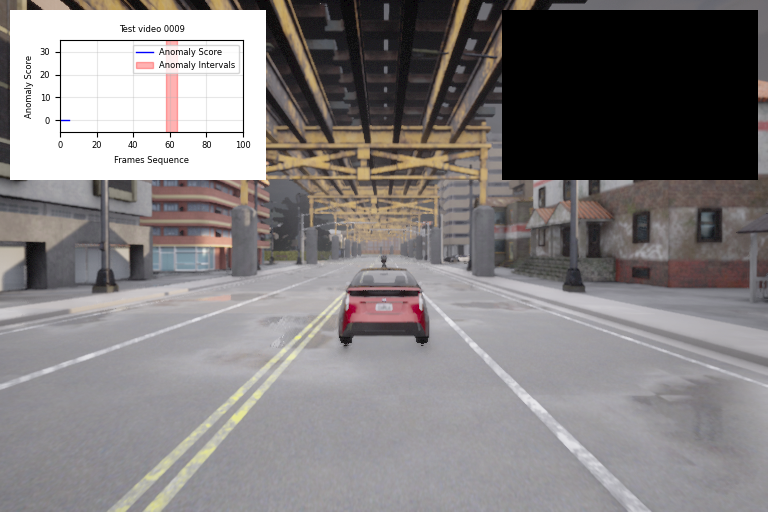 Test video 0009
Anomaly Score
Anomaly Score
Anomaly Intervals
30
20
10
0
0 20 40 60 80 100
Frames Sequence